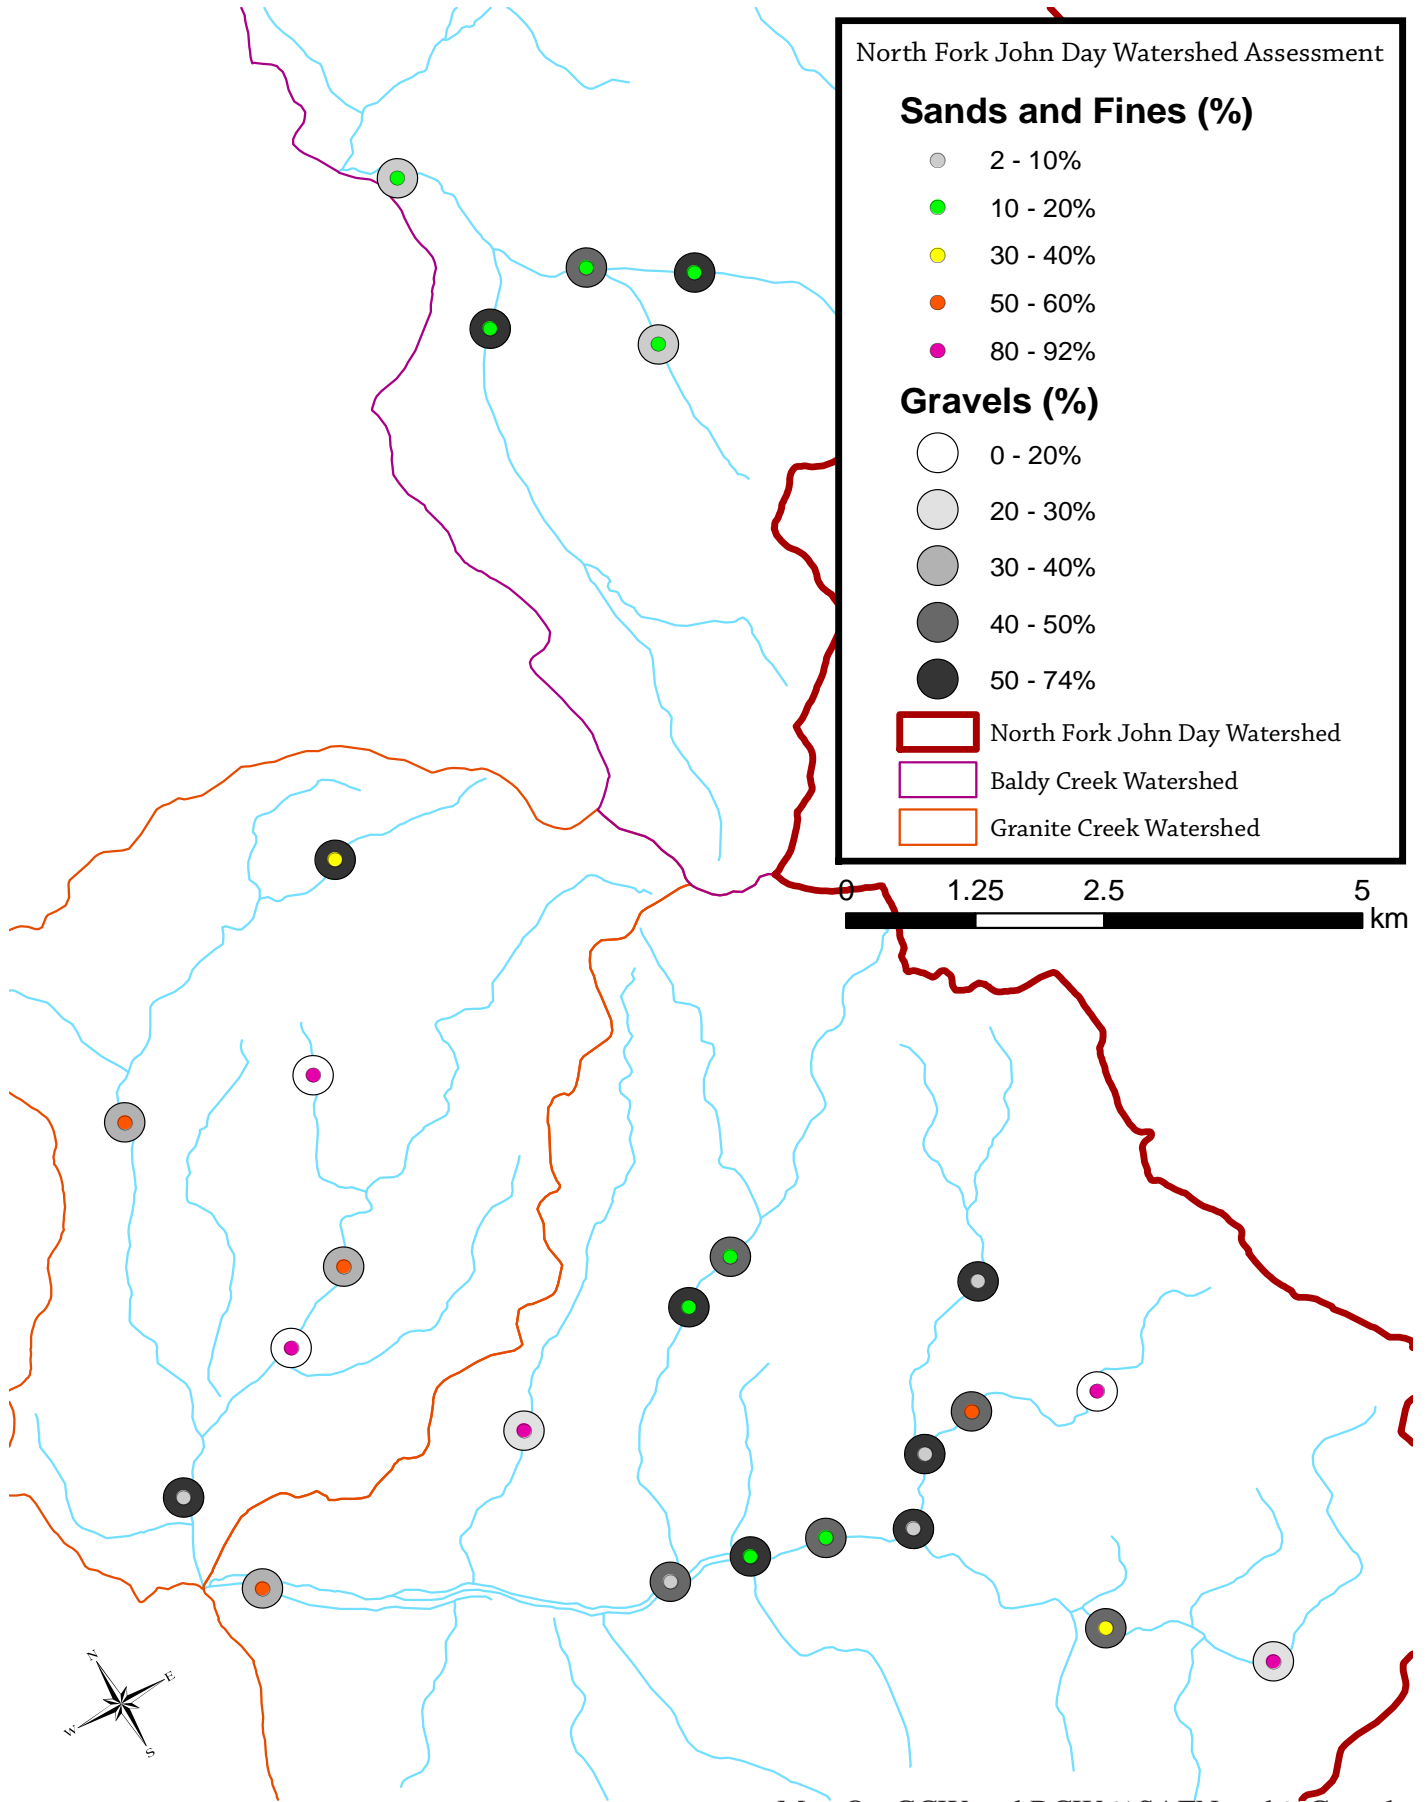 North Fork John Day Watershed Assessment
Sands and Fines (%)
2 - 10%
10 - 20%
30 - 40%
50 - 60%
80 - 92%
Gravels (%)
0 - 20%
20 - 30%
30 - 40%
40 - 50%
50 - 74%
North Fork John Day Watershed
Baldy Creek Watershed
Granite Creek Watershed
0 1.25 2.5 5
km
N
E
W
S